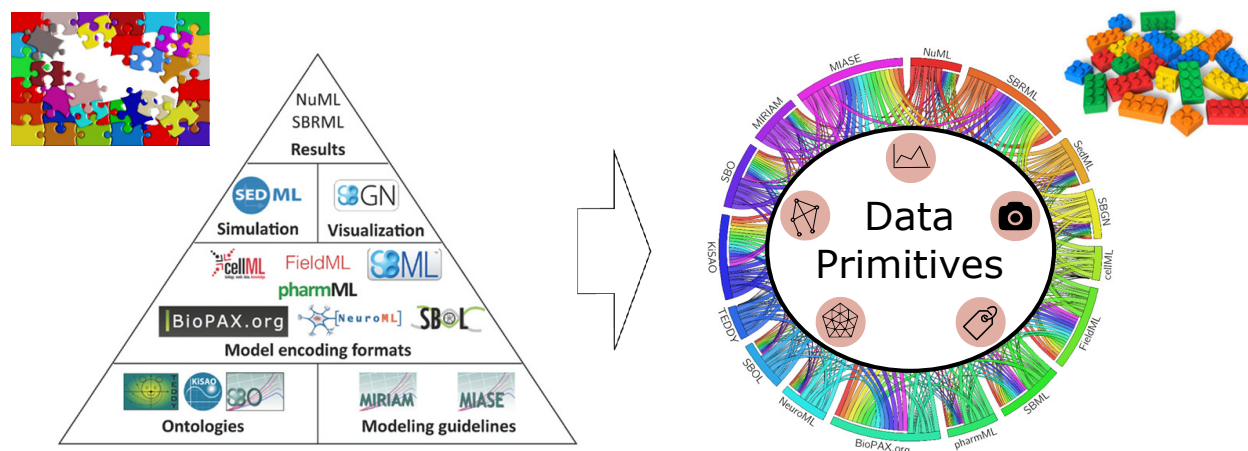 NuML
SBRML
Results
SED ML
SBGN
Simulation
Visualization
cellML
FieldML
SBML
pharmML
BioPAX.org
[NeuroML]
SBOL
Model encoding formats
TEDDY
KiSAO
SBO
MIRIAM
MIASE
Ontologies
Modeling guidelines
Data
Primitives
NuML
SBRML
SedML
SBGN
cellML
FieldML
SBML
pharmML
BioPAX.org
NeuroML
SBOL
TEDDY
KiSAO
SBO
MIRIAM
MIASE